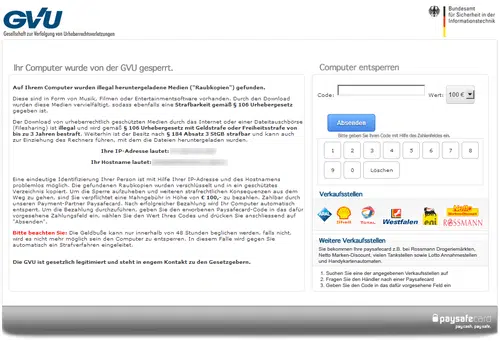 GVU
Gesellschaft zur Verfolgung von Urheberrechtsverletzungen
Bundesamt
für Sicherheit in der
Informationstechnik
Ihr Computer wurde von der GVU gesperrt.
Auf Ihrem Computer wurden illegal heruntergeladene Medien ("Raubkopien") gefunden.
Diese sind in Form von Musik, Filmen oder Entertainmentsoftware vorhanden. Durch den Download
wurden diese Medien vervielfältigt, sodass ebenfalls eine Strafbarkeit gemäß § 106 Urhebergesetz
gegeben ist.
Der Download von urheberrechtlich geschützten Medien durch das Internet oder einer Dateitauschbörse
(Filesharing) ist illegal und wird gemäß § 106 Urhebergesetz mit Geldstrafe oder Freiheitsstrafe von
bis zu 3 Jahren bestraft. Weiterhin ist der Besitz nach § 184 Absatz 3 StGB strafbar und kann auch
zur Einziehung des Rechners führen, mit dem die Dateien heruntergeladen wurden.
Ihre IP-Adresse lautet:
Ihr Hostname lautet:
Eine eindeutige Identifizierung Ihrer Person ist mit Hilfe Ihrer IP-Adresse und des Hostnamens
problemlos möglich. Die gefundenen Raubkopien wurden verschlüsselt und in ein geschütztes
Verzeichnis kopiert. Um die Sperre aufzuheben und weiteren strafrechtlichen Konsequenzen aus dem
Weg zu gehen, sind Sie verpflichtet eine Mahngebühr in Höhe von € 100,- zu bezahlen. Zahlbar durch
unseren Payment-Partner Paysafecard. Nach erfolgreicher Bezahlung wird Ihr Computer automatisch
entsperrt. Um die Bezahlung durchzuführen, geben Sie den erworbenen Paysafecard-Code in das dafür
vorgesehene Zahlungsfeld ein, wählen Sie den Wert Ihres Codes und drücken Sie anschließend auf
"Absenden".
Bitte beachten Sie: Die Geldbuße kann nur innerhalb von 48 Stunden beglichen werden. Falls nicht,
wird es nicht mehr möglich sein den Computer zu entsperren. In diesem Falle wird gegen Sie
automatisch ein Strafverfahren eingeleitet.
Die GVU ist gesetzlich legitimiert und steht in engem Kontakt zu den Gesetzgebern.
Computer entsperren
Code: Wert: 100 €
Absenden
Bitte geben Sie Ihren Code mit Hilfe des Zahlenfeldes ein.
1 2 3 4 5 6 7 8
9 0 Löschen
Verkaufsstellen
Shell TOTAL Westfalen Agip ROSSMANN
Weitere Verkaufsstellen
Sie bekommen Ihre paysafecard z.B. bei Rossmann Drogeriemärkten,
Netto Marken-Discount, vielen Tankstellen sowie Lotto Annahmestellen
und Handykartenautomaten.
1. Suchen Sie eine der angegebenen Verkaufsstellen auf
2. Fragen Sie den Händler nach einer Paysafecard
3. Geben Sie den Code in das dafür vorgesehene Feld ein
paysafecard
pay cash. pay safe.